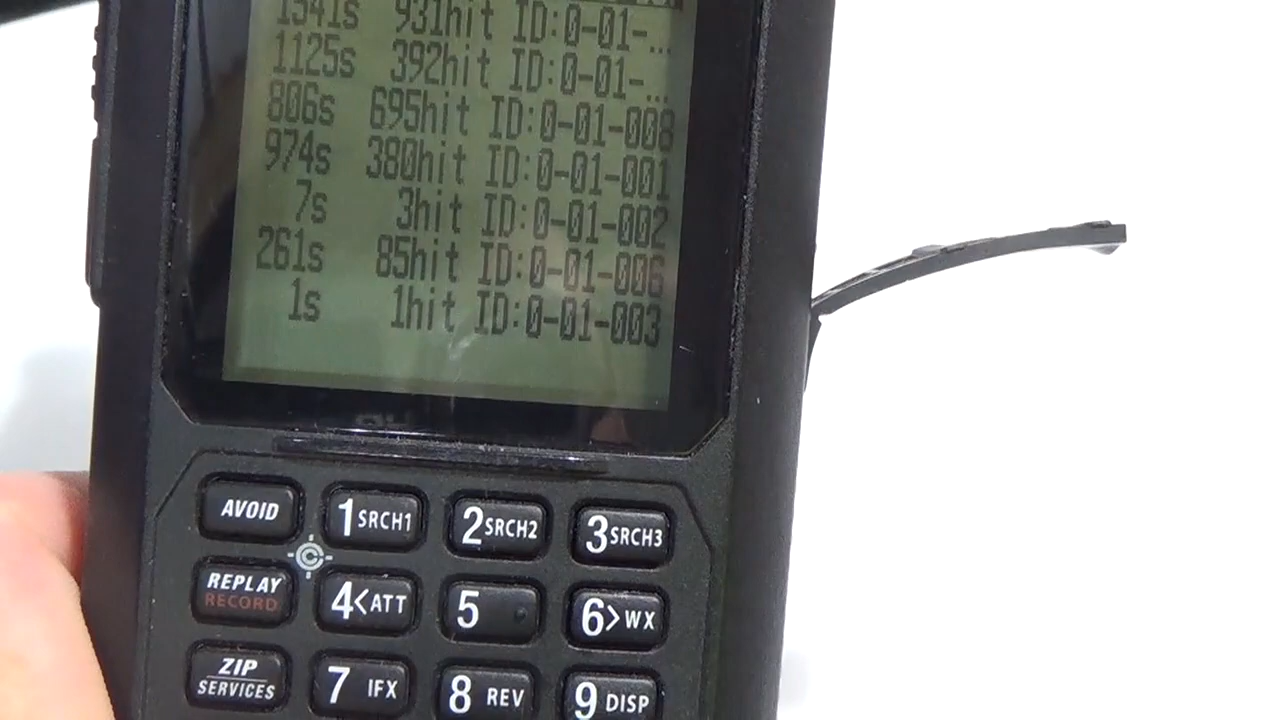 1341s 931hit ID:0-01-...
1125s 392hit ID:0-01-...
806s 695hit ID:0-01-008
974s 380hit ID:0-01-001
7s 3hit ID:0-01-002
261s 85hit ID:0-01-006
1s 1hit ID:0-01-003
AVOID 1 SRCH1 2 SRCH2 3 SRCH3
C
REPLAY 4<ATT 5 6>WX
RECORD
ZIP 7 IFX 8 REV 9 DISP
SERVICES